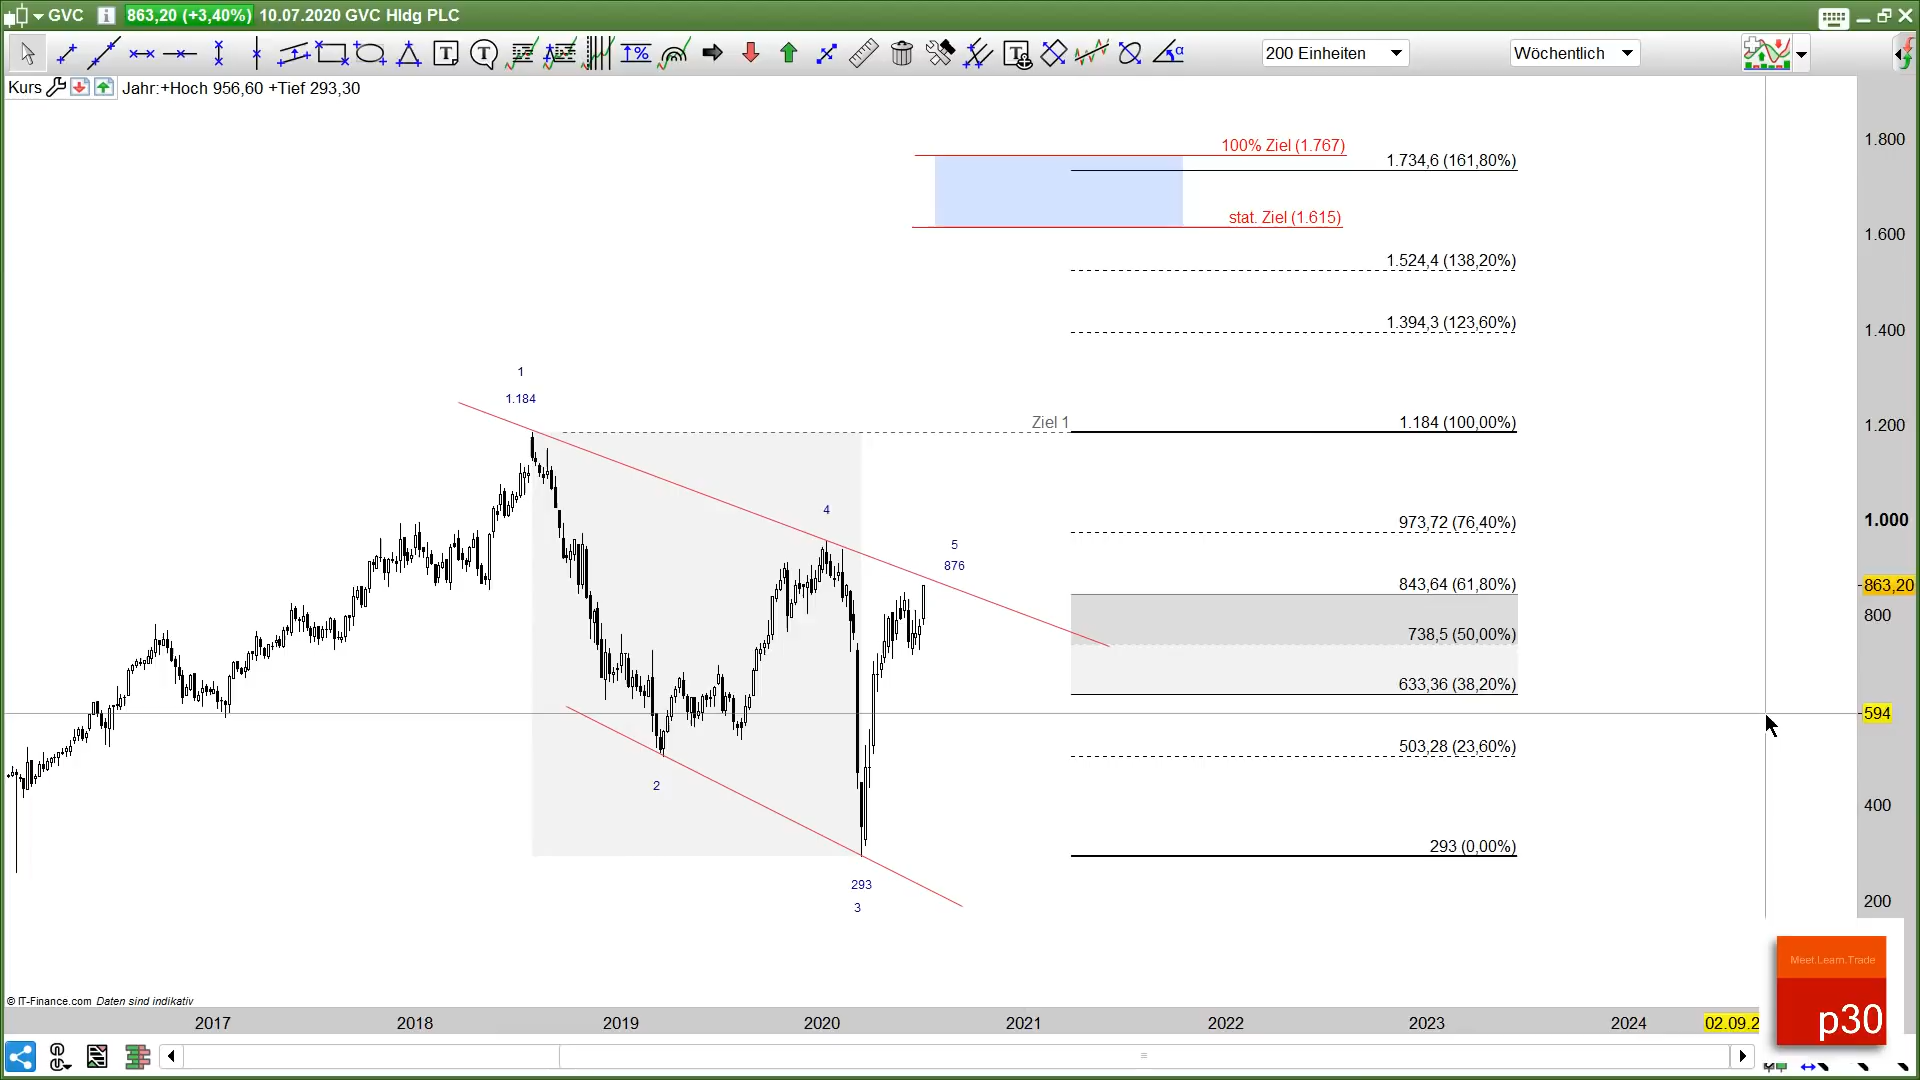 GVC 863,20 (+3,40%) 10.07.2020 GVC Hldg PLC
200 Einheiten
Wöchentlich
Kurs Jahr:+Hoch 956,60 +Tief 293,30
100% Ziel (1.767)
1.734,6 (161,80%)
stat. Ziel (1.615)
1.524,4 (138,20%)
1.394,3 (123,60%)
1
1.184
Ziel 1
1.184 (100,00%)
4
973,72 (76,40%)
5
876
843,64 (61,80%)
738,5 (50,00%)
633,36 (38,20%)
503,28 (23,60%)
2
293 (0,00%)
293
3
1.800
1.600
1.400
1.200
1.000
863,20
800
594
400
200
Meet.Learn.Trade
p30
© IT-Finance.com Daten sind indikativ
2017 2018 2019 2020 2021 2022 2023 2024 02.09.2